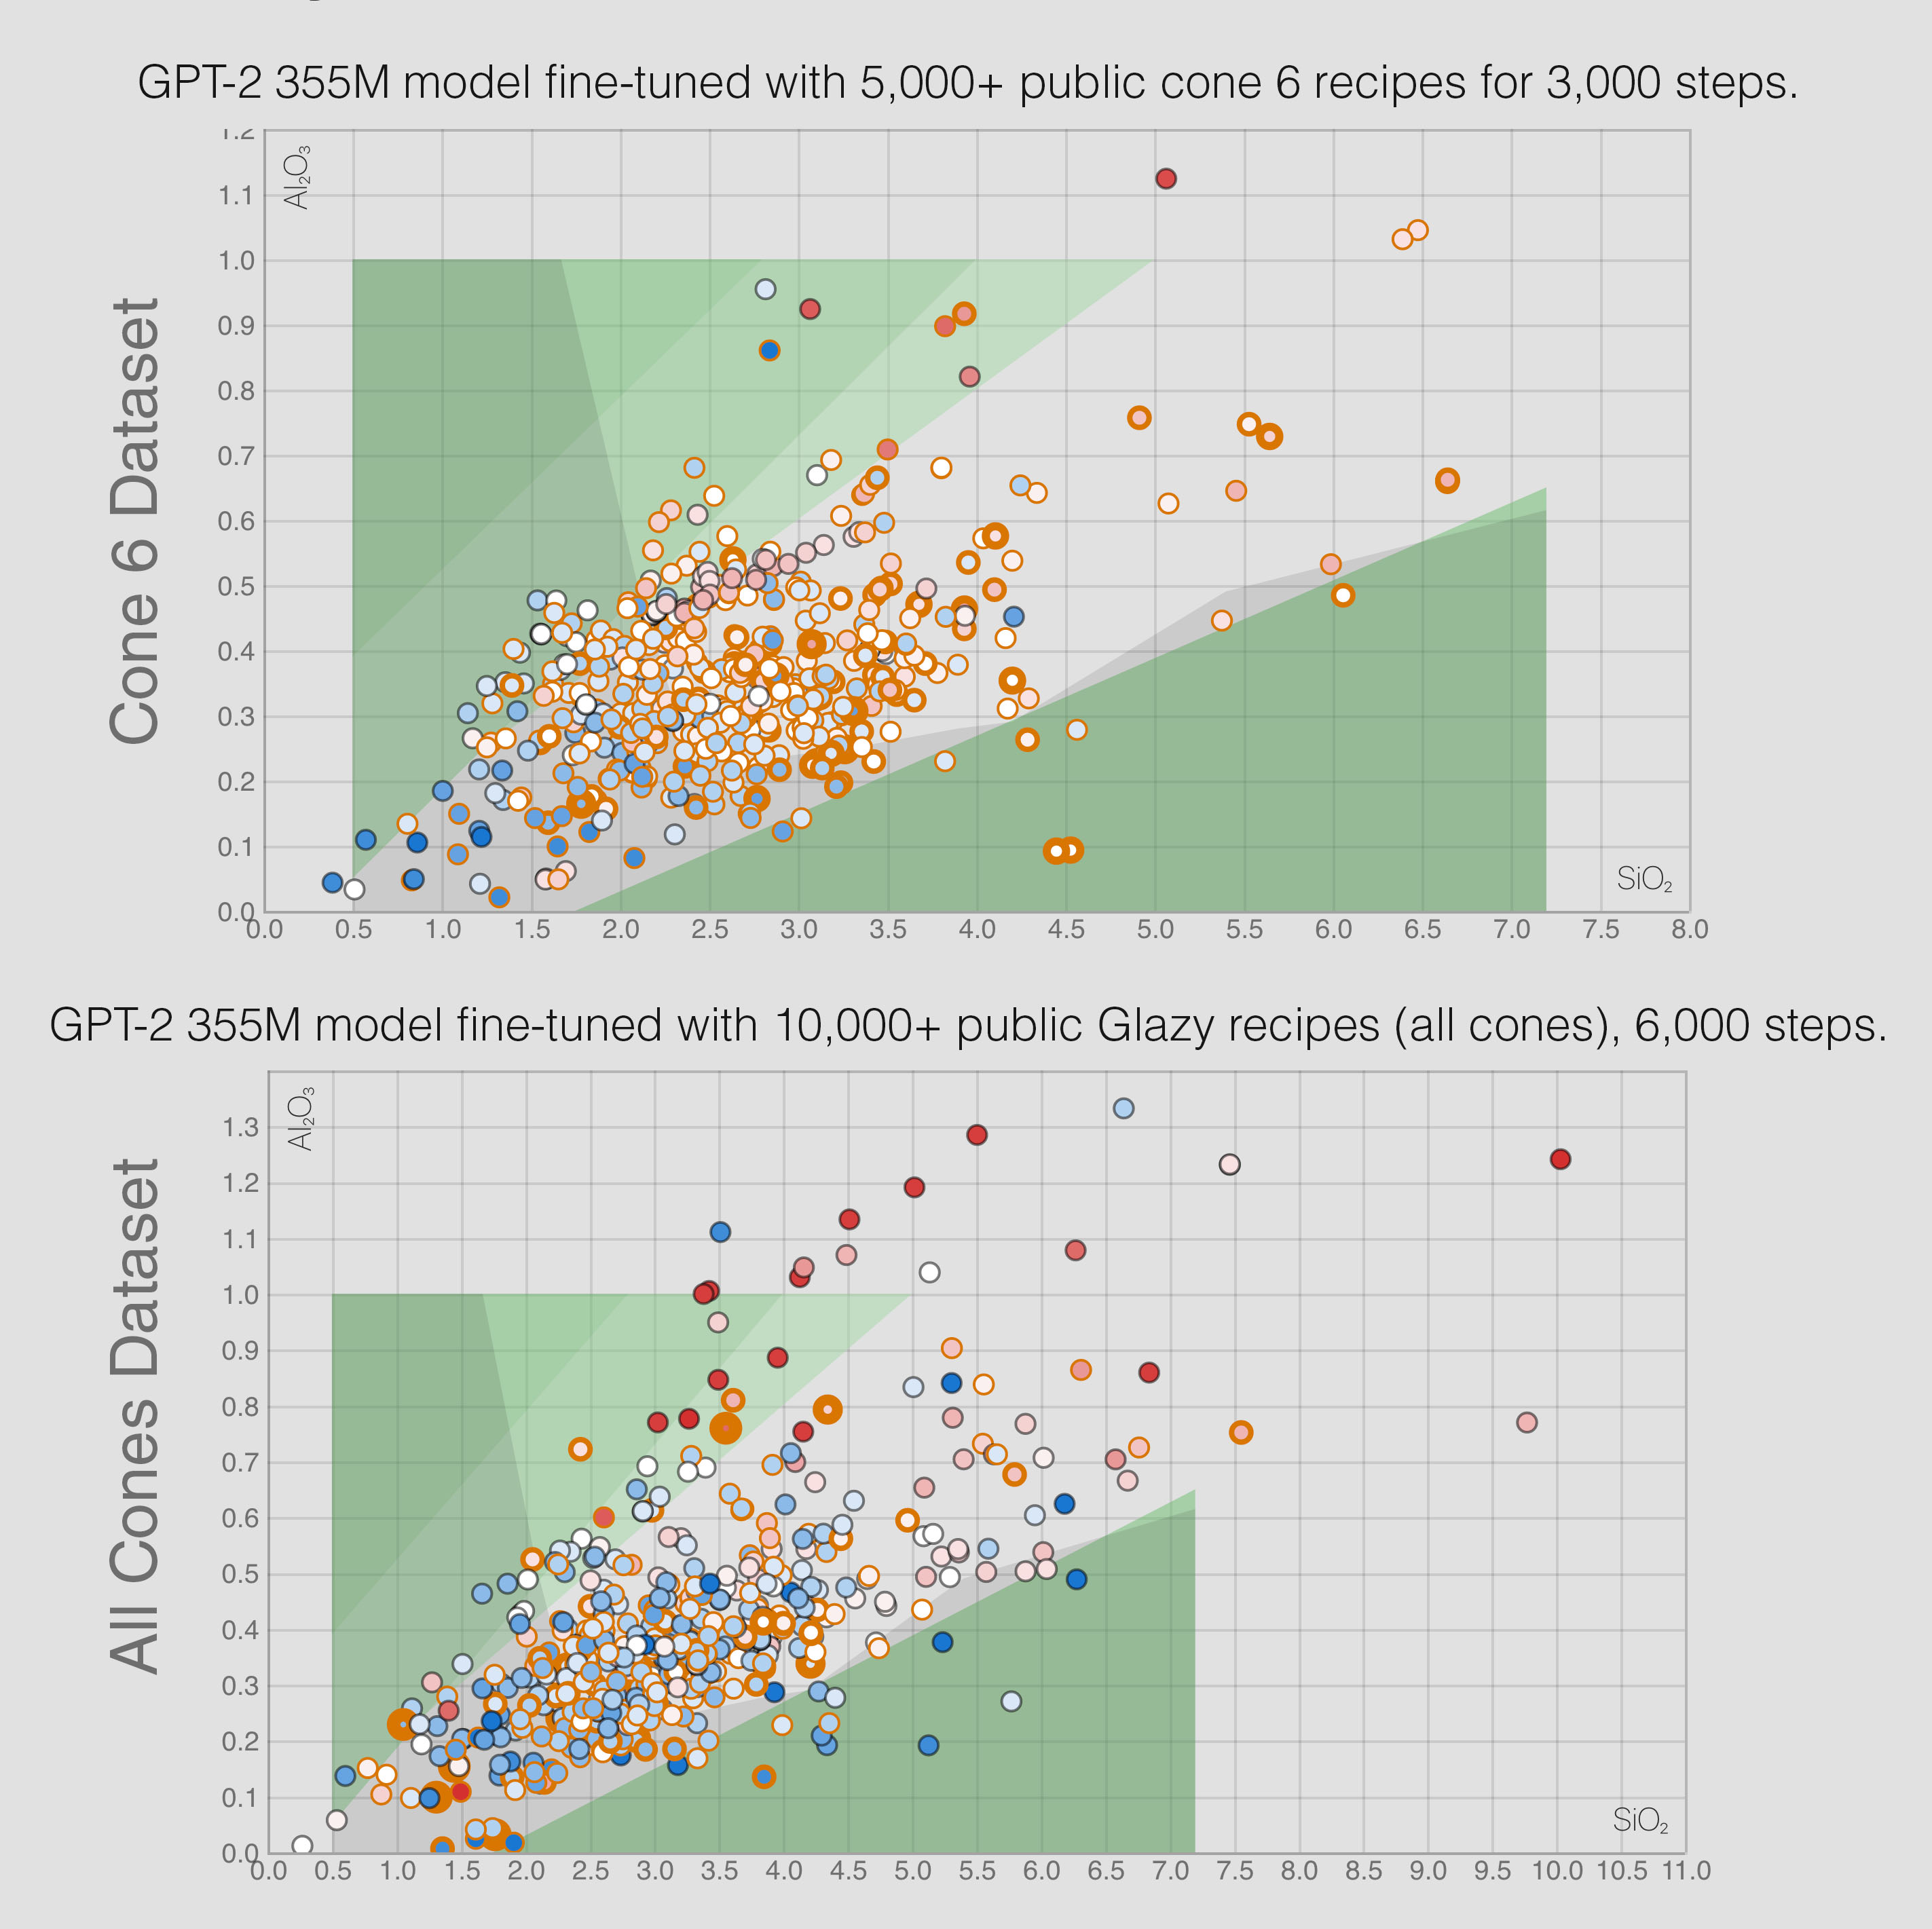 GPT-2 355M model fine-tuned with 5,000+ public cone 6 recipes for 3,000 steps.
Cone 6 Dataset
Al₂O₃
1.2
1.1
1.0
0.9
0.8
0.7
0.6
0.5
0.4
0.3
0.2
0.1
0.0
SiO₂
0.0 0.5 1.0 1.5 2.0 2.5 3.0 3.5 4.0 4.5 5.0 5.5 6.0 6.5 7.0 7.5 8.0
GPT-2 355M model fine-tuned with 10,000+ public Glazy recipes (all cones), 6,000 steps.
All Cones Dataset
Al₂O₃
1.3
1.2
1.1
1.0
0.9
0.8
0.7
0.6
0.5
0.4
0.3
0.2
0.1
0.0
SiO₂
0.0 0.5 1.0 1.5 2.0 2.5 3.0 3.5 4.0 4.5 5.0 5.5 6.0 6.5 7.0 7.5 8.0 8.5 9.0 9.5 10.0 10.5 11.0